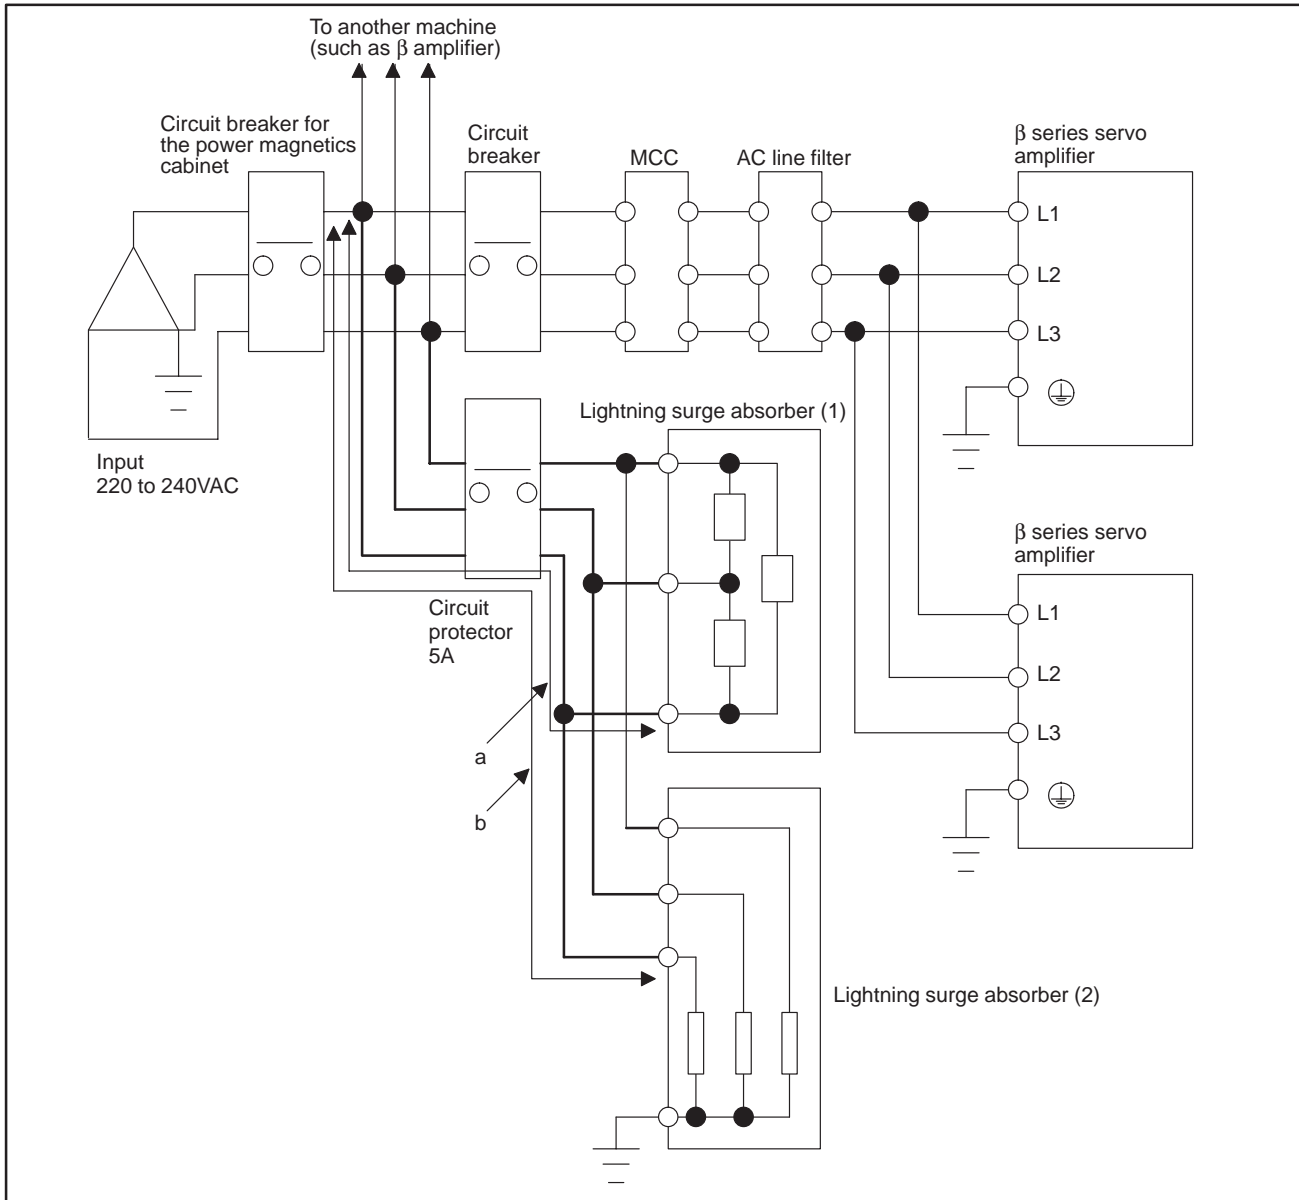 To another machine
(such as β amplifier)
Circuit breaker for
the power magnetics
cabinet
Circuit
breaker
MCC
AC line filter
β series servo
amplifier
L1
L2
L3
Input
220 to 240VAC
Lightning surge absorber (1)
Circuit
protector
5A
a
b
β series servo
amplifier
L1
L2
L3
Lightning surge absorber (2)